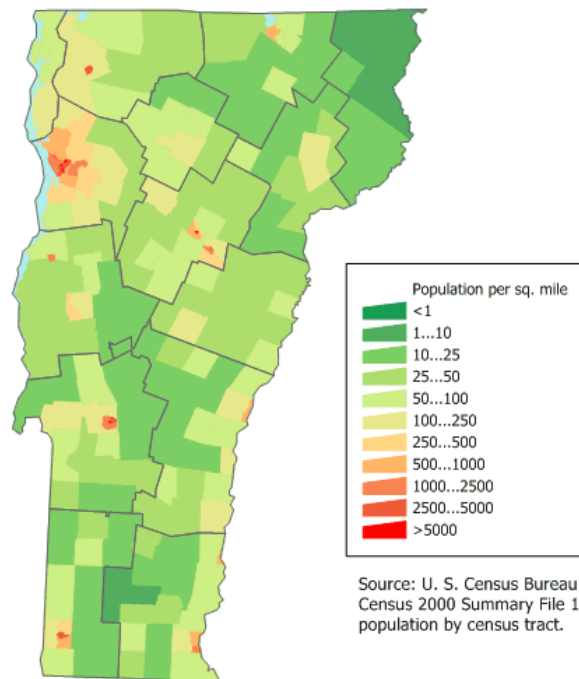 Population per sq. mile
<1
1...10
10...25
25...50
50...100
100...250
250...500
500...1000
1000...2500
2500...5000
>5000
Source: U. S. Census Bureau
Census 2000 Summary File 1
population by census tract.